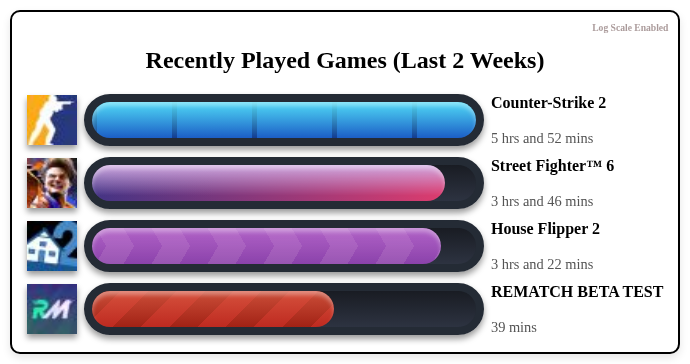 Log Scale Enabled
Recently Played Games (Last 2 Weeks)
Counter-Strike 2
5 hrs and 52 mins
Street Fighter™ 6
3 hrs and 46 mins
2
House Flipper 2
3 hrs and 22 mins
RM
REMATCH BETA TEST
39 mins